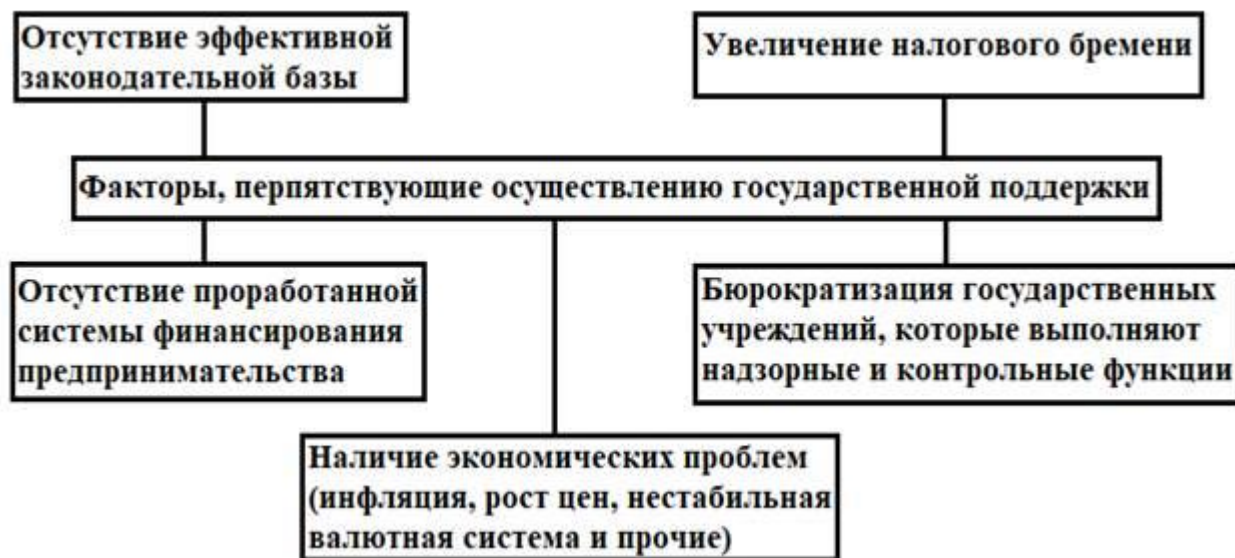 Отсутствие эффективной
законодательной базы
Увеличение налогового бремени
Факторы, перпятствующие осуществлению государственной поддержки
Отсутствие проработанной
системы финансирования
предпринимательства
Бюрократизация государственных
учреждений, которые выполняют
надзорные и контрольные функции
Наличие экономических проблем
(инфляция, рост цен, нестабильная
валютная система и прочие)